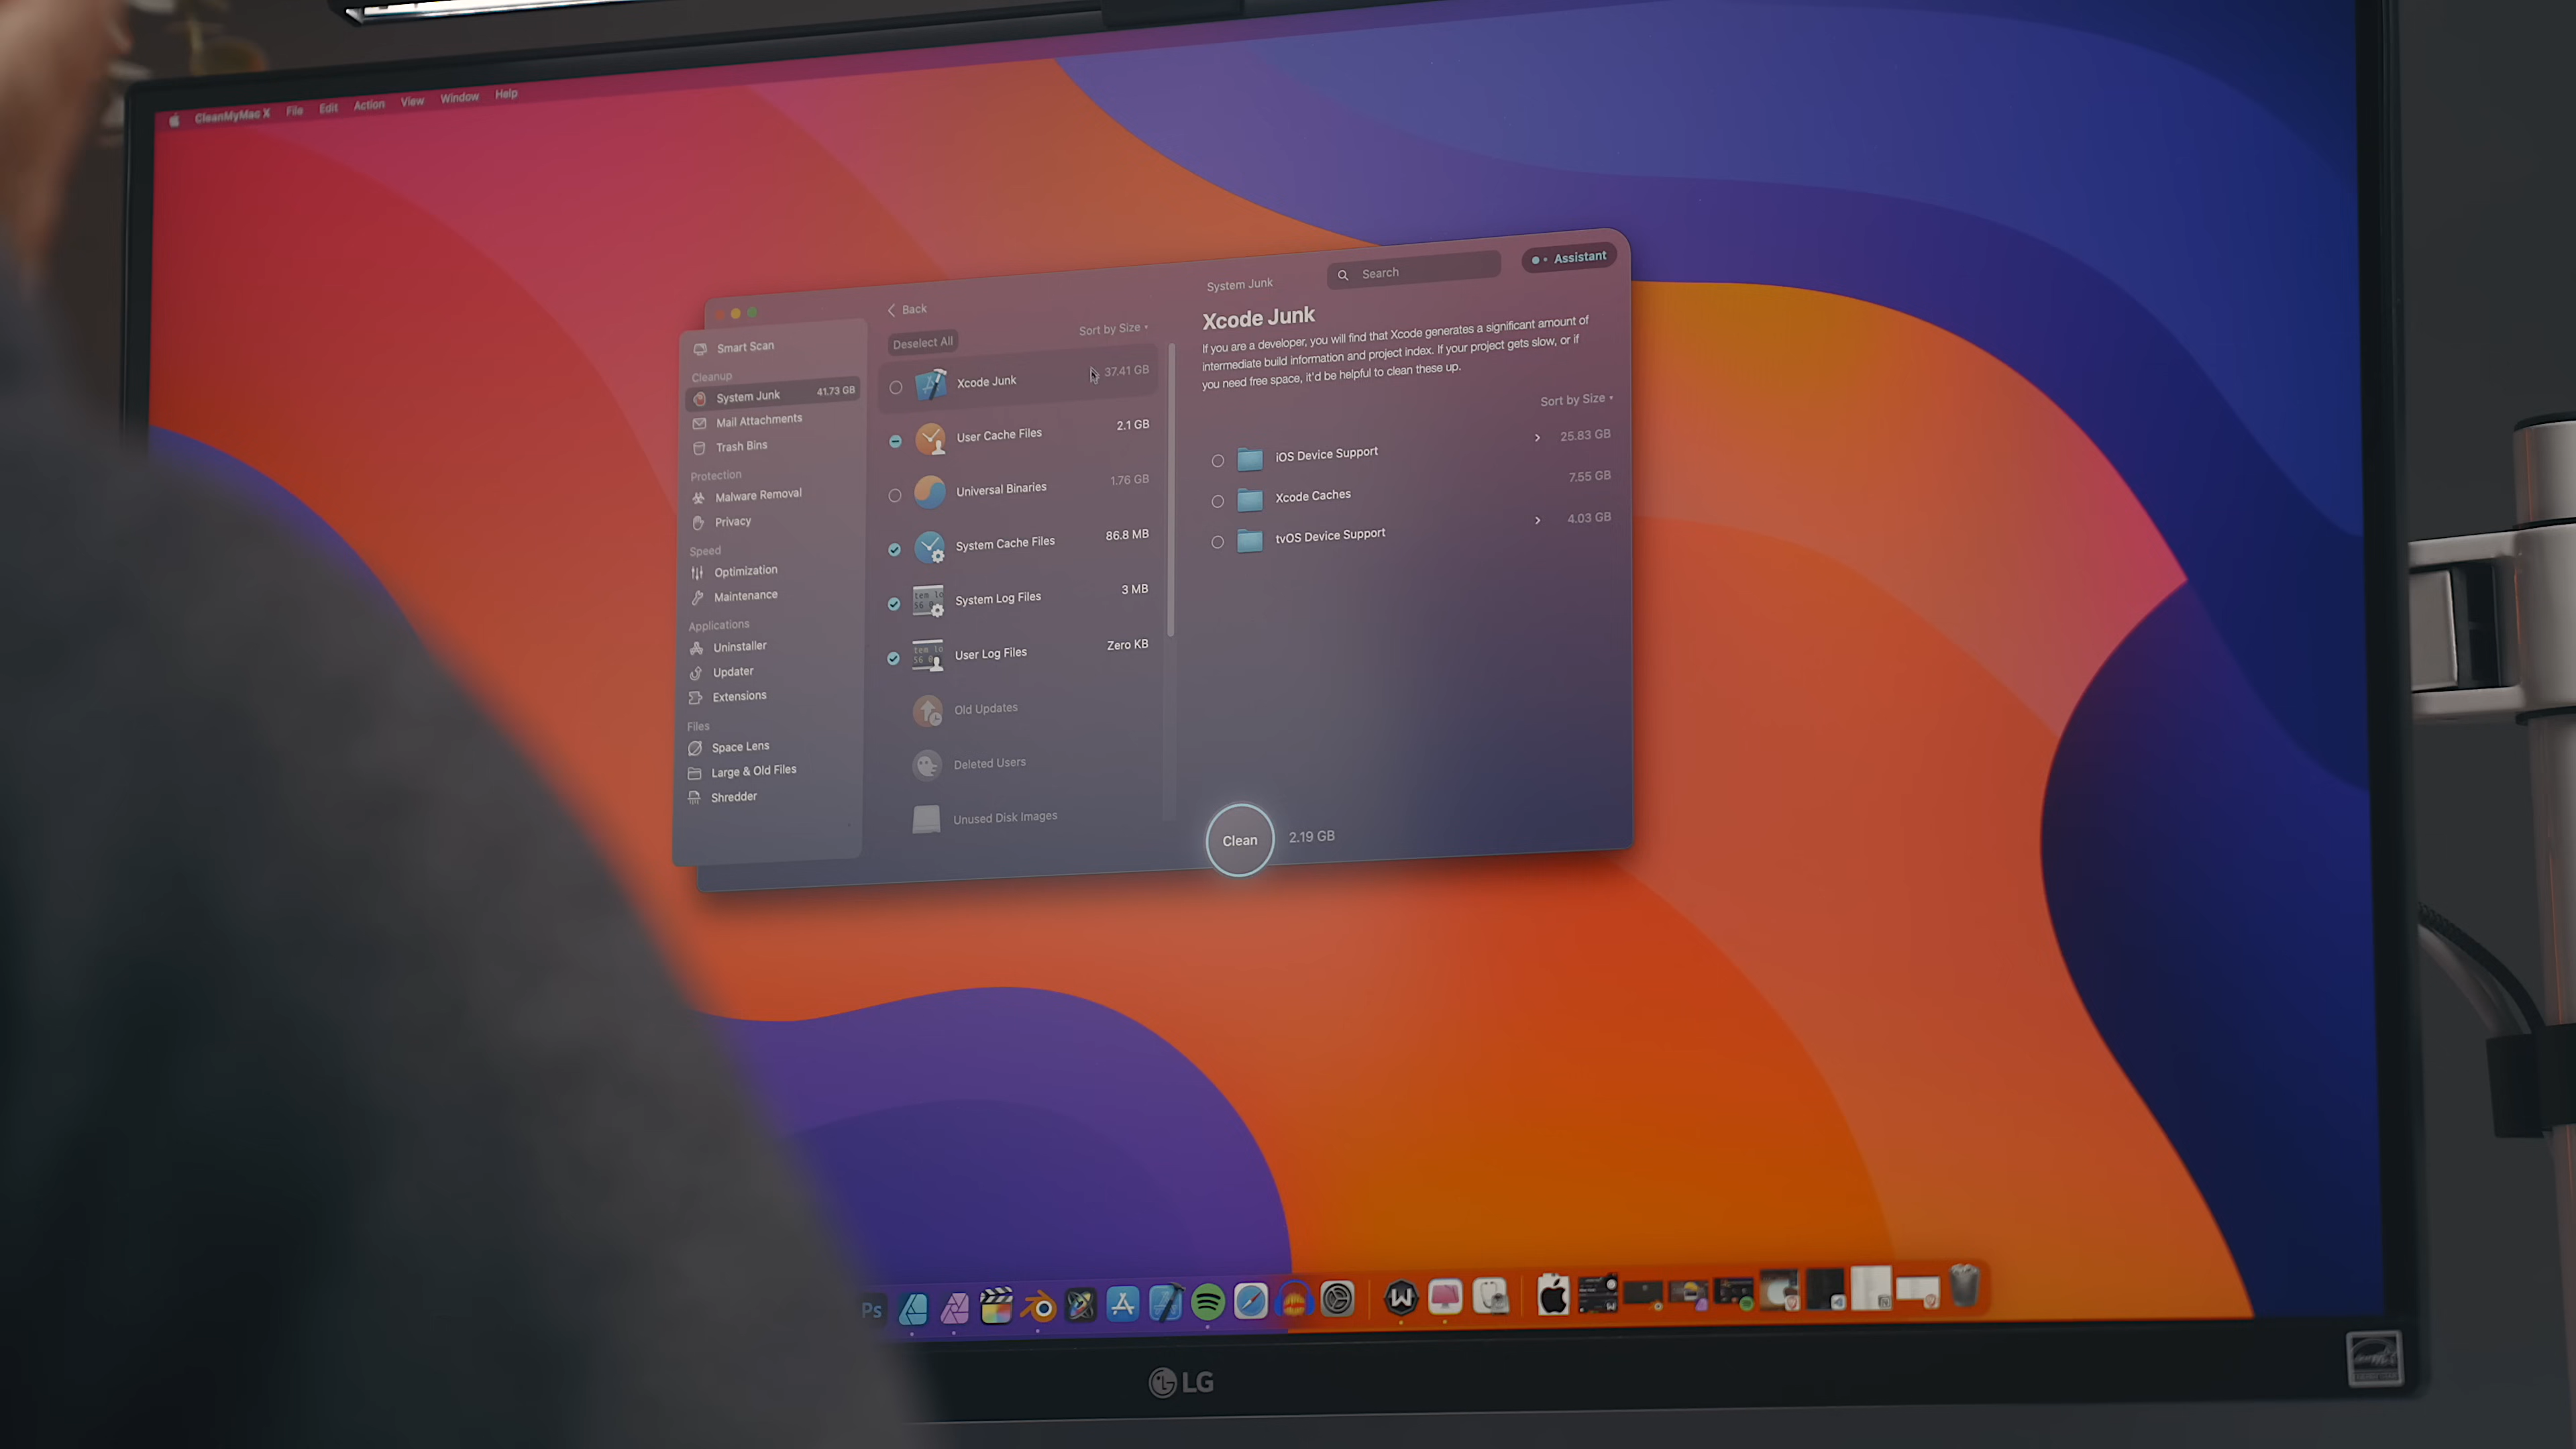 CleanMyMac X File Edit Action View Window Help
Smart Scan
Cleanup
System Junk 41.73 GB
Mail Attachments
Trash Bins
Protection
Malware Removal
Privacy
Speed
Optimization
Maintenance
Applications
Uninstaller
Updater
Extensions
Files
Space Lens
Large & Old Files
Shredder
Back
Deselect All Sort by Size
Xcode Junk 37.41 GB
User Cache Files 2.1 GB
Universal Binaries 1.76 GB
System Cache Files 86.8 MB
System Log Files 3 MB
User Log Files Zero KB
Old Updates
Deleted Users
Unused Disk Images
System Junk Search Assistant
Xcode Junk
If you are a developer, you will find that Xcode generates a significant amount of
intermediate build information and project index. If your project gets slow, or if
you need free space, it'd be helpful to clean these up.
Sort by Size
iOS Device Support 25.83 GB
Xcode Caches 7.55 GB
tvOS Device Support 4.03 GB
Clean 2.19 GB
Ps
LG